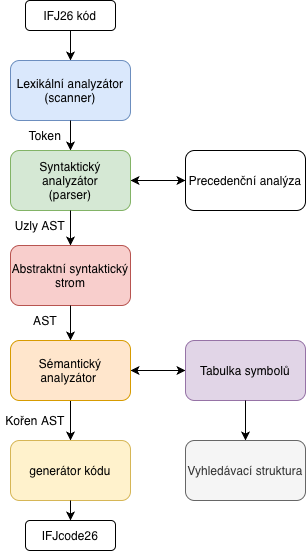 IFJ26 kód
Lexikální analyzátor
(scanner)
Token
Syntaktický
analyzátor
(parser)
Precedenční analýza
Uzly AST
Abstraktní syntaktický
strom
AST
Sémantický
analyzátor
Tabulka symbolů
Kořen AST
generátor kódu
Vyhledávací struktura
IFJcode26